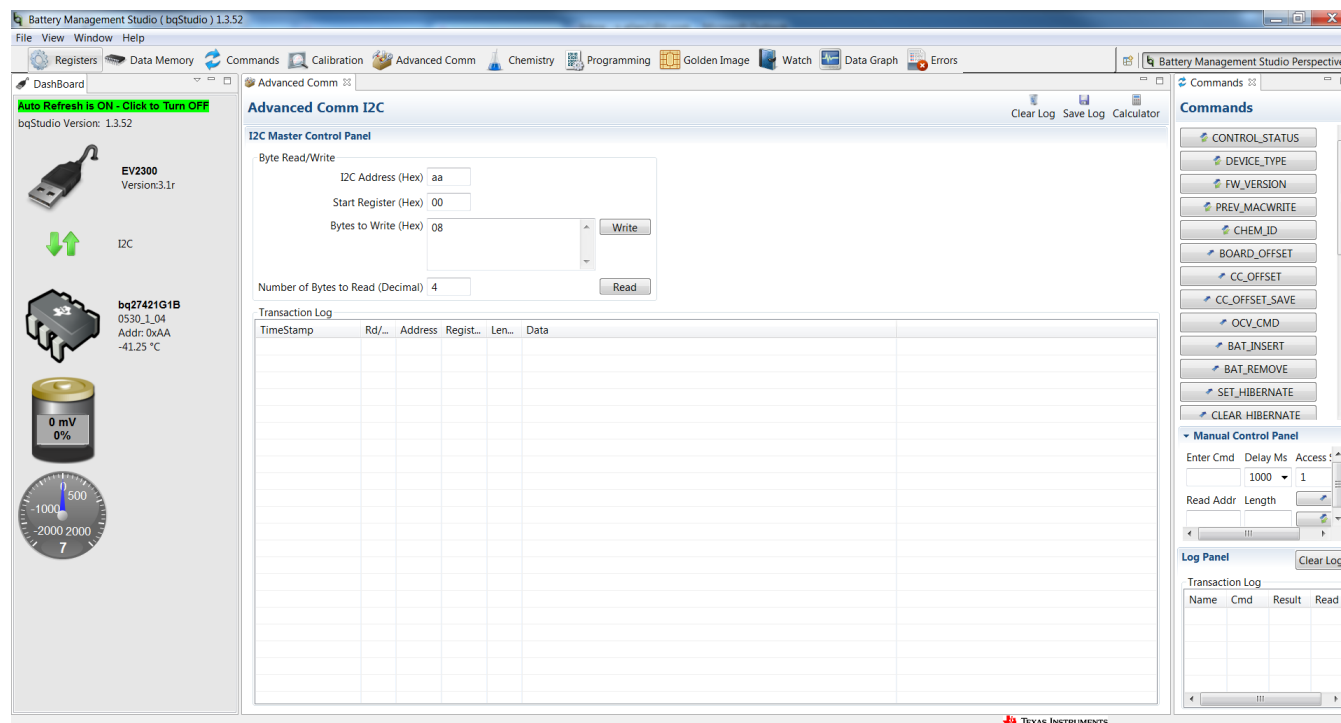 Battery Management Studio ( bqStudio ) 1.3.52
File View Window Help
Registers Data Memory Commands Calibration Advanced Comm Chemistry Programming Golden Image Watch Data Graph Errors
Battery Management Studio Perspective
DashBoard
Auto Refresh is ON - Click to Turn OFF
bqStudio Version: 1.3.52
EV2300
Version:3.1r
I2C
bq27421G1B
0530_1_04
Addr: 0xAA
-41.25 °C
0 mV
0%
0
500
-1000
-2000 2000
7
Advanced Comm
Advanced Comm I2C
Clear Log Save Log Calculator
I2C Master Control Panel
Byte Read/Write
I2C Address (Hex) aa
Start Register (Hex) 00
Bytes to Write (Hex) 08
Write
Number of Bytes to Read (Decimal) 4
Read
Transaction Log
TimeStamp Rd/... Address Regist... Len... Data
Commands
Commands
CONTROL_STATUS
DEVICE_TYPE
FW_VERSION
PREV_MACWRITE
CHEM_ID
BOARD_OFFSET
CC_OFFSET
CC_OFFSET_SAVE
OCV_CMD
BAT_INSERT
BAT_REMOVE
SET_HIBERNATE
CLEAR HIBERNATE
Manual Control Panel
Enter Cmd Delay Ms Access
1000 1
Read Addr Length
Log Panel
Clear Log
Transaction Log
Name Cmd Result Read
TEXAS INSTRUMENTS